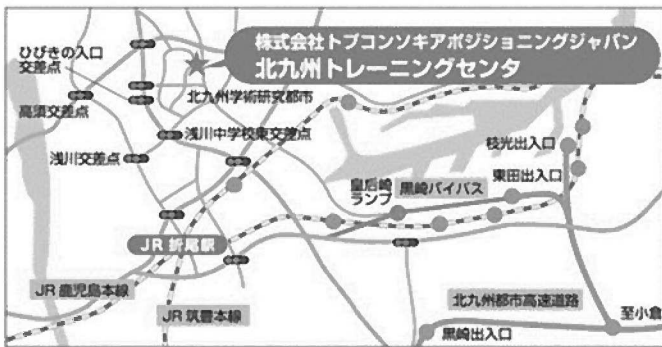 株式会社トプコンソキアポジショニングジャパン
北九州トレーニングセンタ
ひびきの入口
交差点
高須交差点
北九州学術研究都市
浅川中学校東交差点
浅川交差点
枝光出入口
東田出入口
皇后崎
ランプ
黒崎バイパス
JR 折尾駅
JR 鹿児島本線
JR 筑豊本線
北九州都市高速道路
至小倉
黒崎出入口